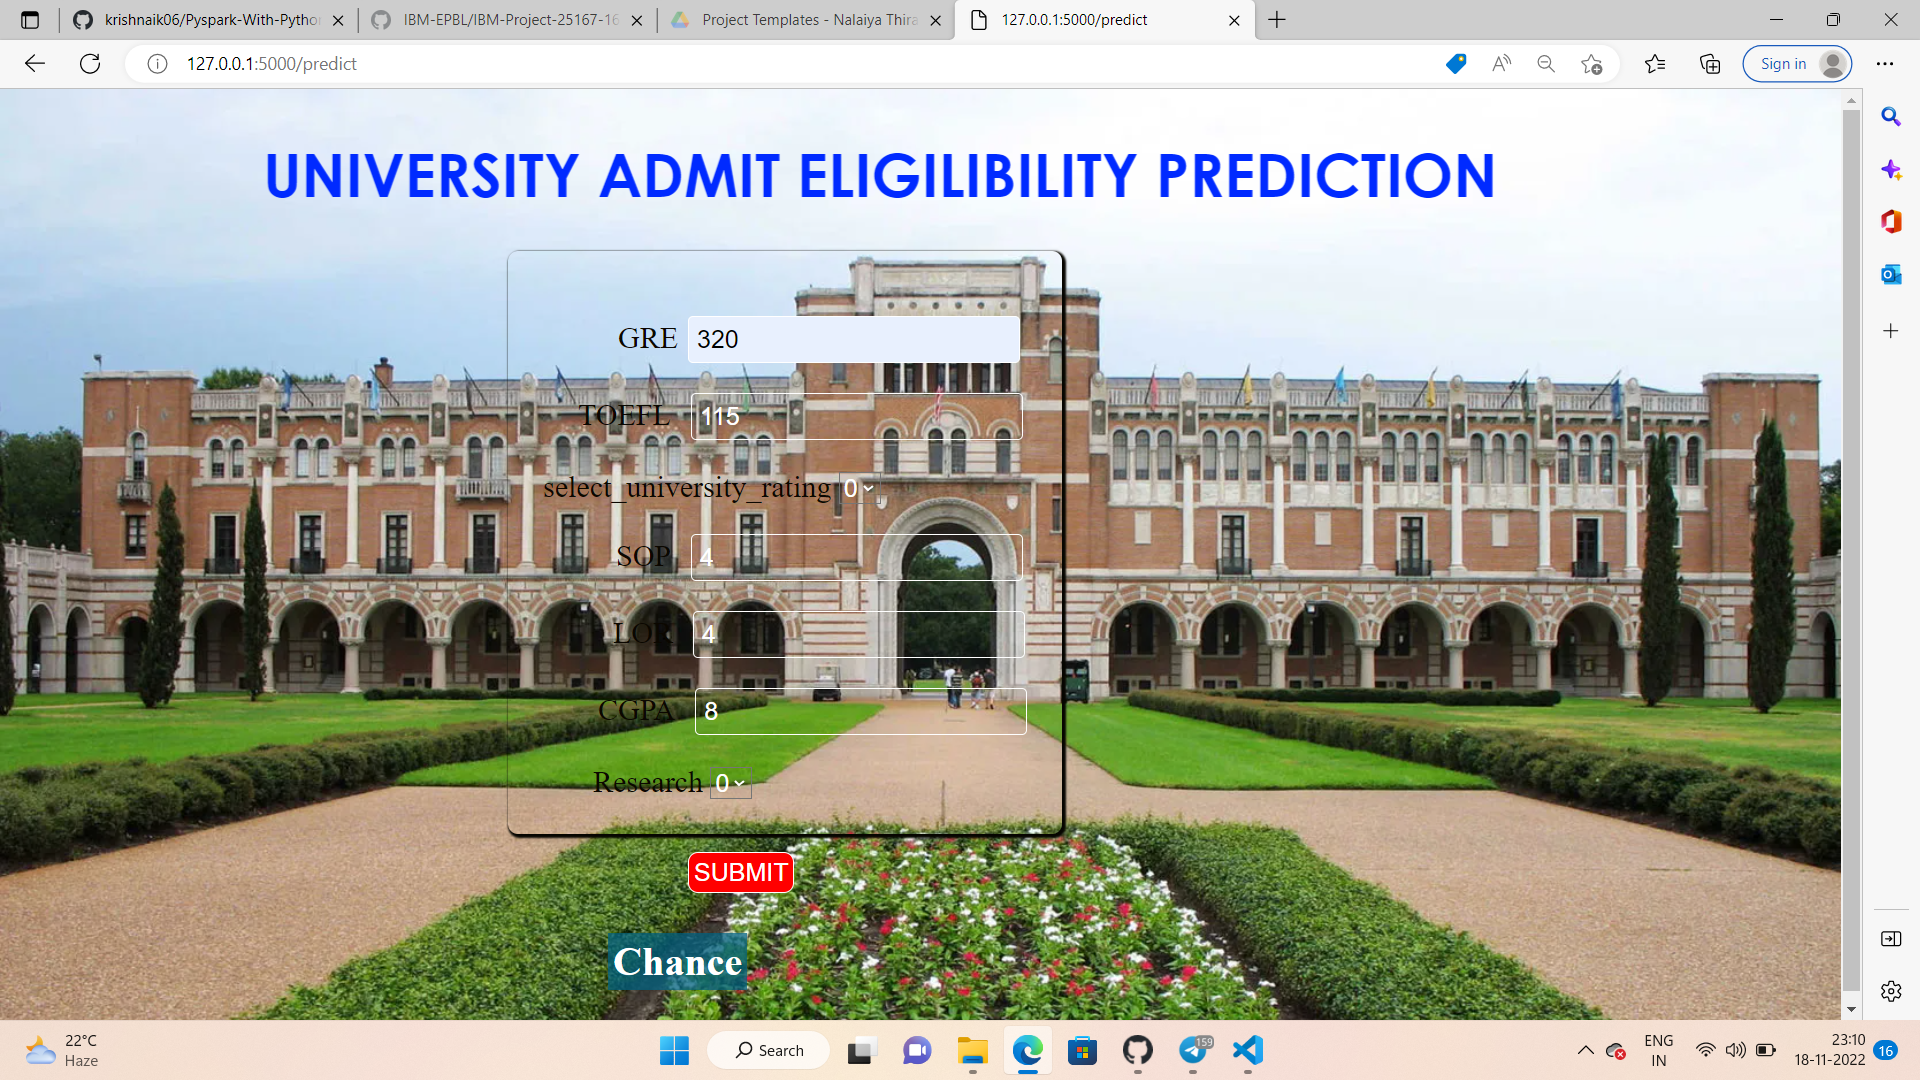 krishnaik06/Pyspark-With-Pytho
IBM-EPBL/IBM-Project-25167-16
Project Templates - Nalaiya Thira
127.0.0.1:5000/predict
127.0.0.1:5000/predict
Sign in
UNIVERSITY ADMIT ELIGILIBILITY PREDICTION
GRE 320
TOEFL 115
select_university_rating 0
SOP 4
LOR 4
CGPA 8
Research 0
SUBMIT
Chance
22°C
Haze
Search
159
ENG
IN
23:10
18-11-2022
16